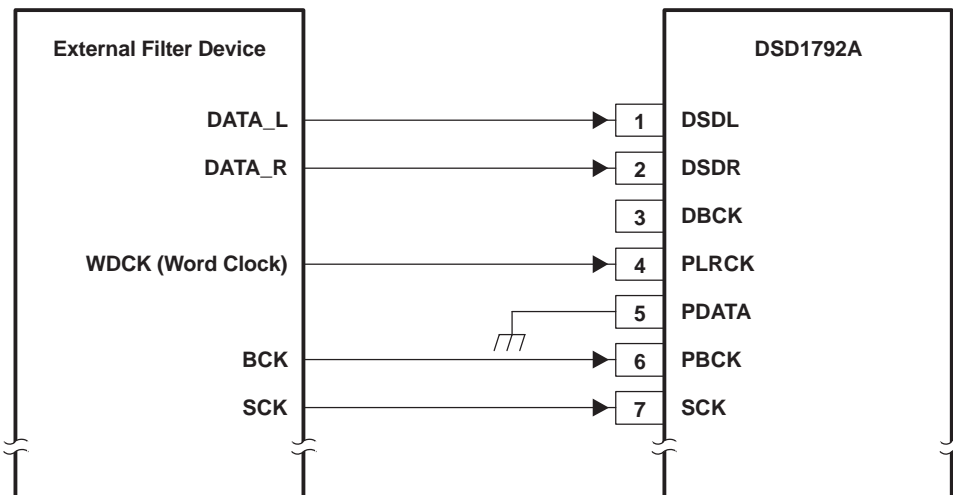 External Filter Device
DSD1792A
DATA_L
1
DSDL
DATA_R
2
DSDR
3
DBCK
WDCK (Word Clock)
4
PLRCK
5
PDATA
BCK
6
PBCK
SCK
7
SCK